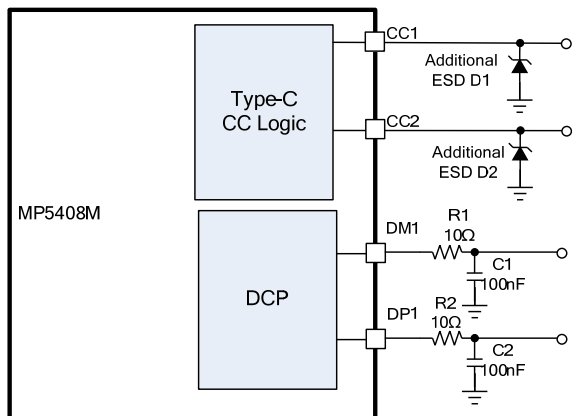 CC1
Additional
ESD D1
Type-C
CC Logic
CC2
Additional
ESD D2
MP5408M
DM1
R1
10Ω
C1
100nF
DCP
DP1
R2
10Ω
C2
100nF